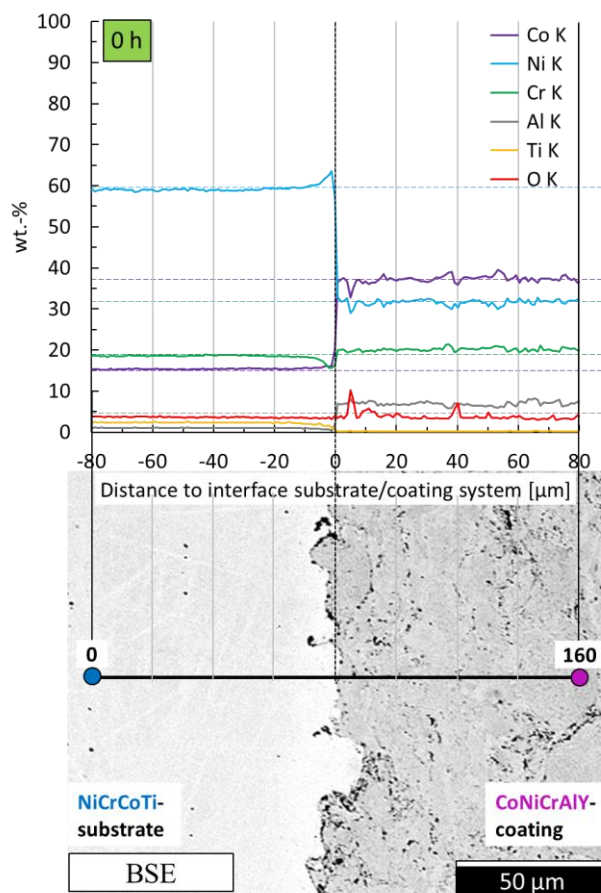 0 h
Co K
Ni K
Cr K
Al K
Ti K
O K
wt.-%
100
90
80
70
60
50
40
30
20
10
0
-80 -60 -40 -20 0 20 40 60 80
Distance to interface substrate/coating system [µm]
0 160
NiCrCoTi- CoNiCrAlY-
substrate coating
BSE 50 µm